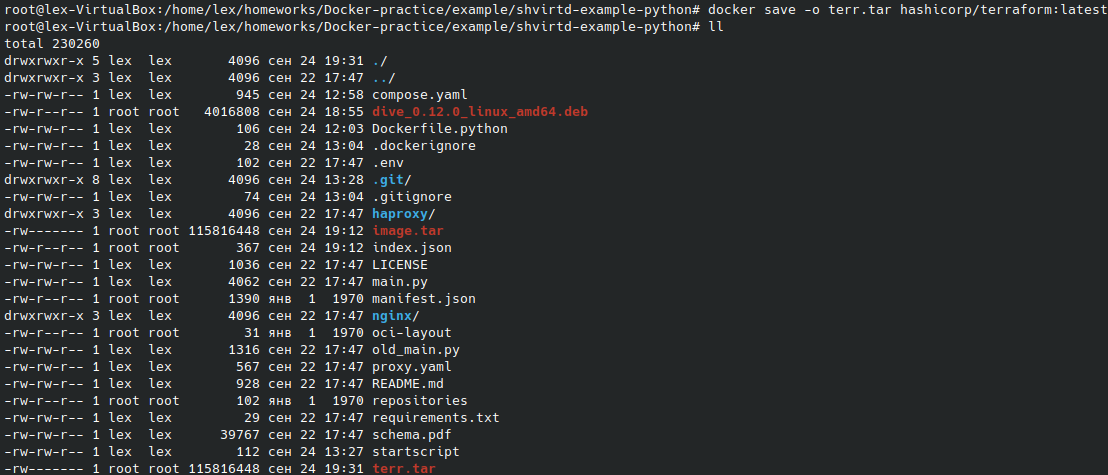 root@lex-VirtualBox:/home/lex/homeworks/Docker-practice/example/shvirtd-example-python# docker save -o terr.tar hashicorp/terraform:latest
root@lex-VirtualBox:/home/lex/homeworks/Docker-practice/example/shvirtd-example-python# ll
total 230260
drwxrwxr-x 5 lex  lex       4096 сен 24 19:31 ./
drwxrwxr-x 3 lex  lex       4096 сен 22 17:47 ../
-rw-rw-r-- 1 lex  lex        945 сен 24 12:58 compose.yaml
-rw-r--r-- 1 root root   4016808 сен 24 18:55 dive_0.12.0_linux_amd64.deb
-rw-rw-r-- 1 lex  lex        106 сен 24 12:03 Dockerfile.python
-rw-rw-r-- 1 lex  lex         28 сен 24 13:04 .dockerignore
-rw-rw-r-- 1 lex  lex        102 сен 22 17:47 .env
drwxrwxr-x 8 lex  lex       4096 сен 24 13:28 .git/
-rw-rw-r-- 1 lex  lex         74 сен 24 13:04 .gitignore
drwxrwxr-x 3 lex  lex       4096 сен 22 17:47 haproxy/
-rw------- 1 root root 115816448 сен 24 19:12 image.tar
-rw-r--r-- 1 root root       367 сен 24 19:12 index.json
-rw-rw-r-- 1 lex  lex       1036 сен 22 17:47 LICENSE
-rw-rw-r-- 1 lex  lex       4062 сен 22 17:47 main.py
-rw-r--r-- 1 root root      1390 янв  1  1970 manifest.json
drwxrwxr-x 3 lex  lex       4096 сен 22 17:47 nginx/
-rw-r--r-- 1 root root        31 янв  1  1970 oci-layout
-rw-rw-r-- 1 lex  lex       1316 сен 22 17:47 old_main.py
-rw-rw-r-- 1 lex  lex        567 сен 22 17:47 proxy.yaml
-rw-rw-r-- 1 lex  lex        928 сен 22 17:47 README.md
-rw-r--r-- 1 root root       102 янв  1  1970 repositories
-rw-rw-r-- 1 lex  lex         29 сен 22 17:47 requirements.txt
-rw-rw-r-- 1 lex  lex      39767 сен 22 17:47 schema.pdf
-rw-rw-r-- 1 lex  lex        112 сен 24 13:27 startscript
-rw------- 1 root root 115816448 сен 24 19:31 terr.tar